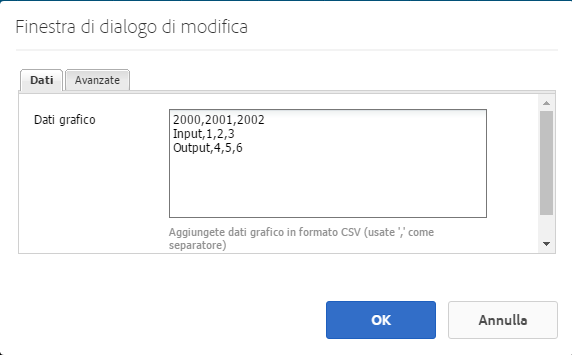 Finestra di dialogo di modifica
Dati
Avanzate
Dati grafico
2000,2001,2002
Input,1,2,3
Output,4,5,6
Aggiungete dati grafico in formato CSV (usate ',' come
separatore)
OK
Annulla